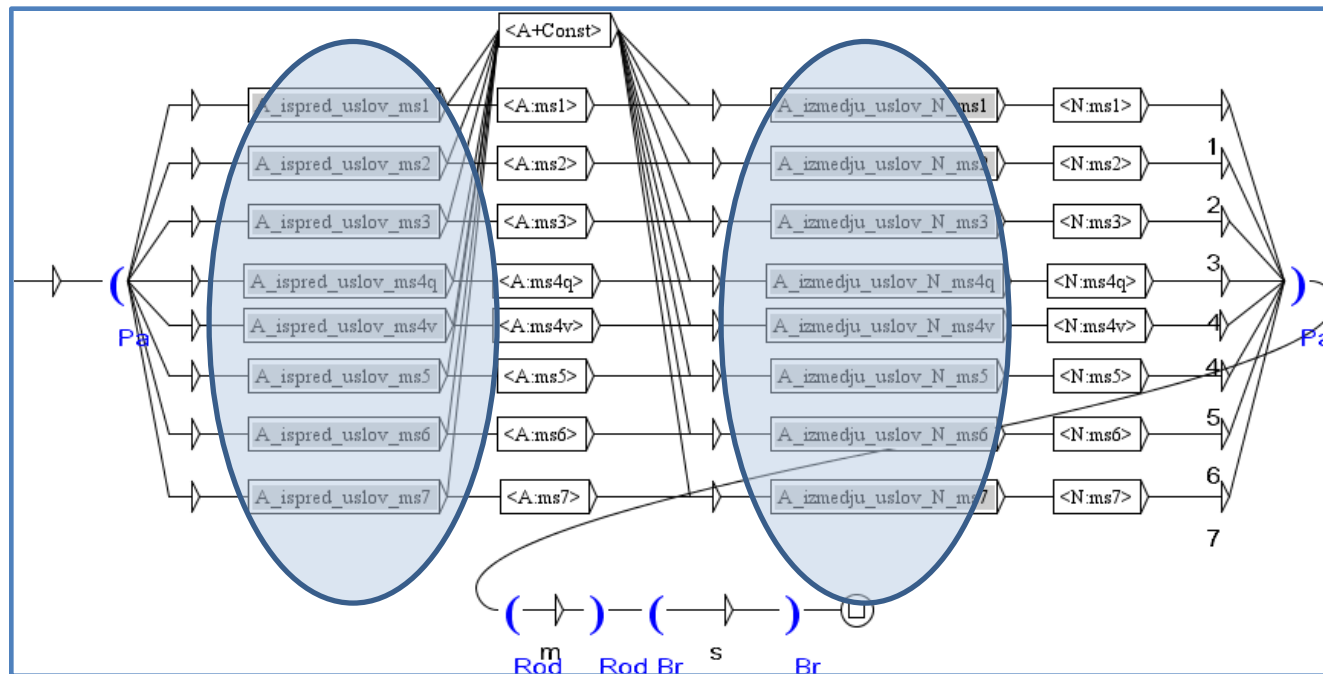 <A+Const>
A_ispred_uslov_ms1 <A:ms1> A_izmedju_uslov_N_ms1 <N:ms1>
1
A_ispred_uslov_ms2 <A:ms2> A_izmedju_uslov_N_ms2 <N:ms2>
2
A_ispred_uslov_ms3 <A:ms3> A_izmedju_uslov_N_ms3 <N:ms3>
3
( A_ispred_uslov_ms4q <A:ms4q> A_izmedju_uslov_N_ms4q <N:ms4q> )
Pa A_ispred_uslov_ms4v <A:ms4v> A_izmedju_uslov_N_ms4v <N:ms4v> 4 Pa
A_ispred_uslov_ms5 <A:ms5> A_izmedju_uslov_N_ms5 <N:ms5> 4
5
A_ispred_uslov_ms6 <A:ms6> A_izmedju_uslov_N_ms6 <N:ms6>
6
A_ispred_uslov_ms7 <A:ms7> A_izmedju_uslov_N_ms7 <N:ms7>
7
( ) ( )
m s
Rod Rod Br Br